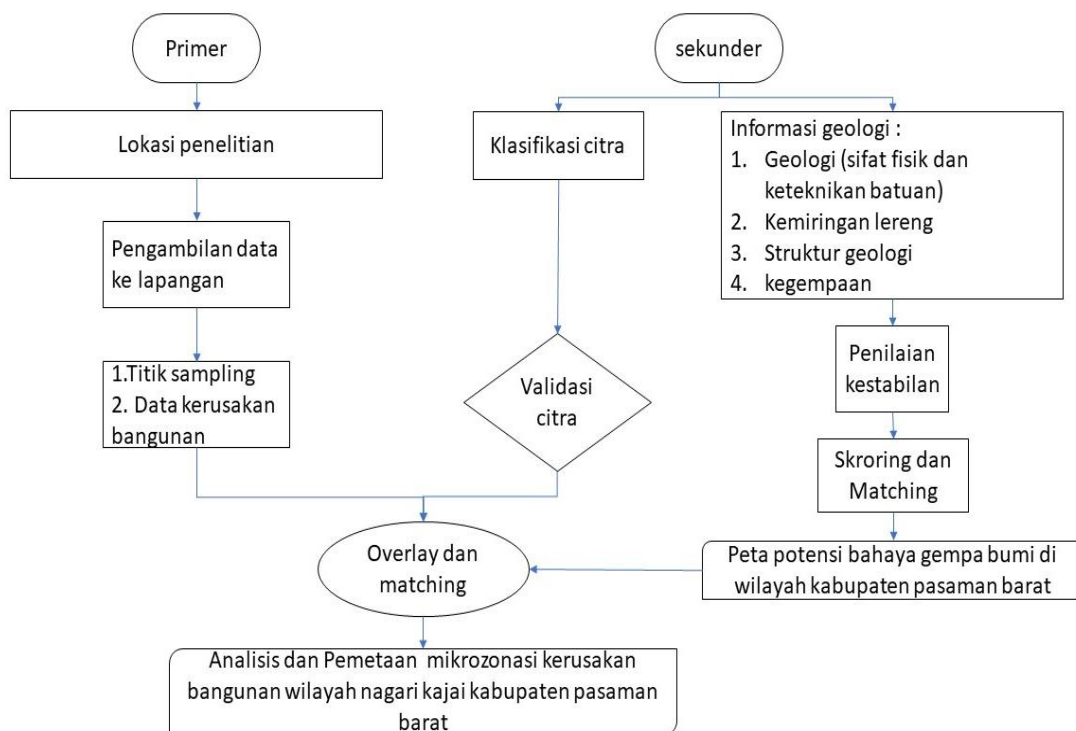 Primer
Lokasi penelitian
Pengambilan data
ke lapangan
1.Titik sampling
2. Data kerusakan
bangunan
sekunder
Klasifikasi citra
Validasi
citra
Informasi geologi :
1. Geologi (sifat fisik dan
keteknikan batuan)
2. Kemiringan lereng
3. Struktur geologi
4. kegempaan
Penilaian
kestabilan
Skroring dan
Matching
Peta potensi bahaya gempa bumi di
wilayah kabupaten pasaman barat
Overlay dan
matching
Analisis dan Pemetaan mikrozonasi kerusakan
bangunan wilayah nagari kajai kabupaten pasaman
barat